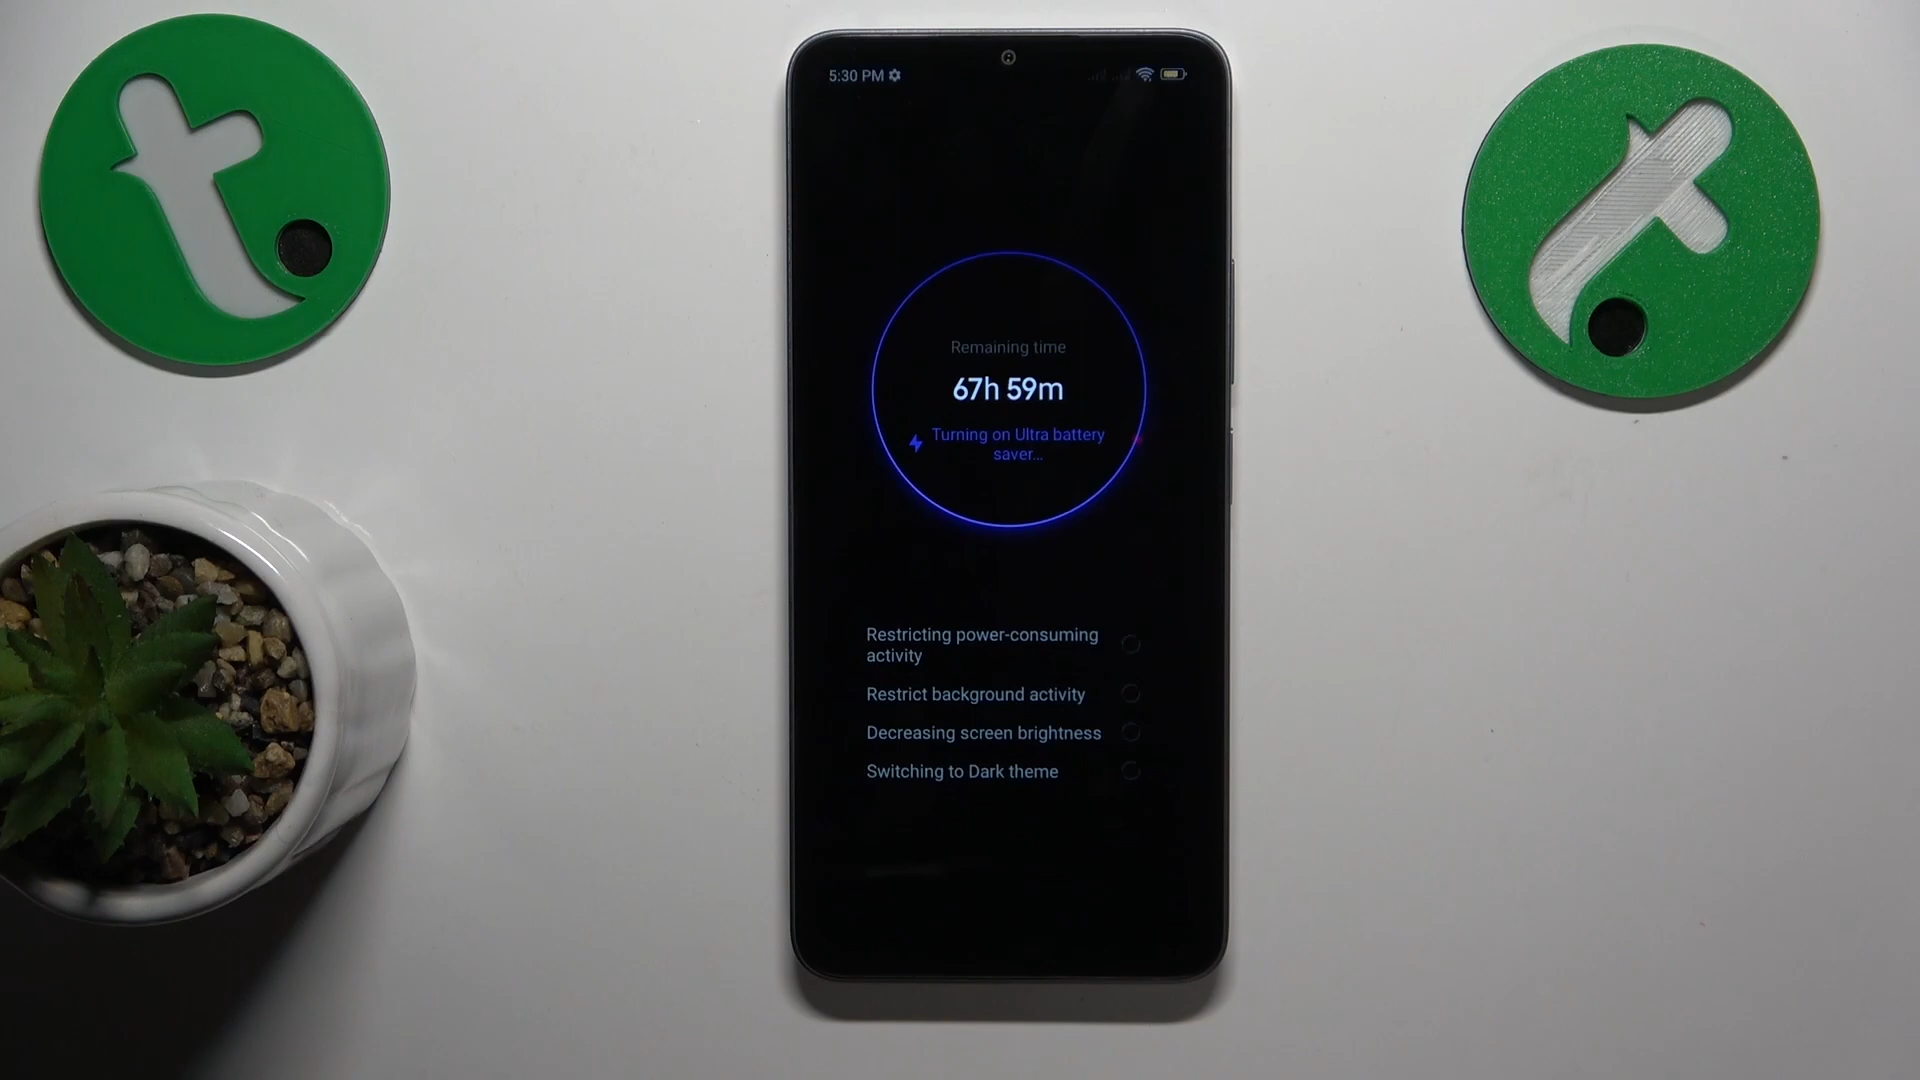 5:30 PM
Remaining time
67h 59m
Turning on Ultra battery
saver...
Restricting power-consuming
activity
Restrict background activity
Decreasing screen brightness
Switching to Dark theme